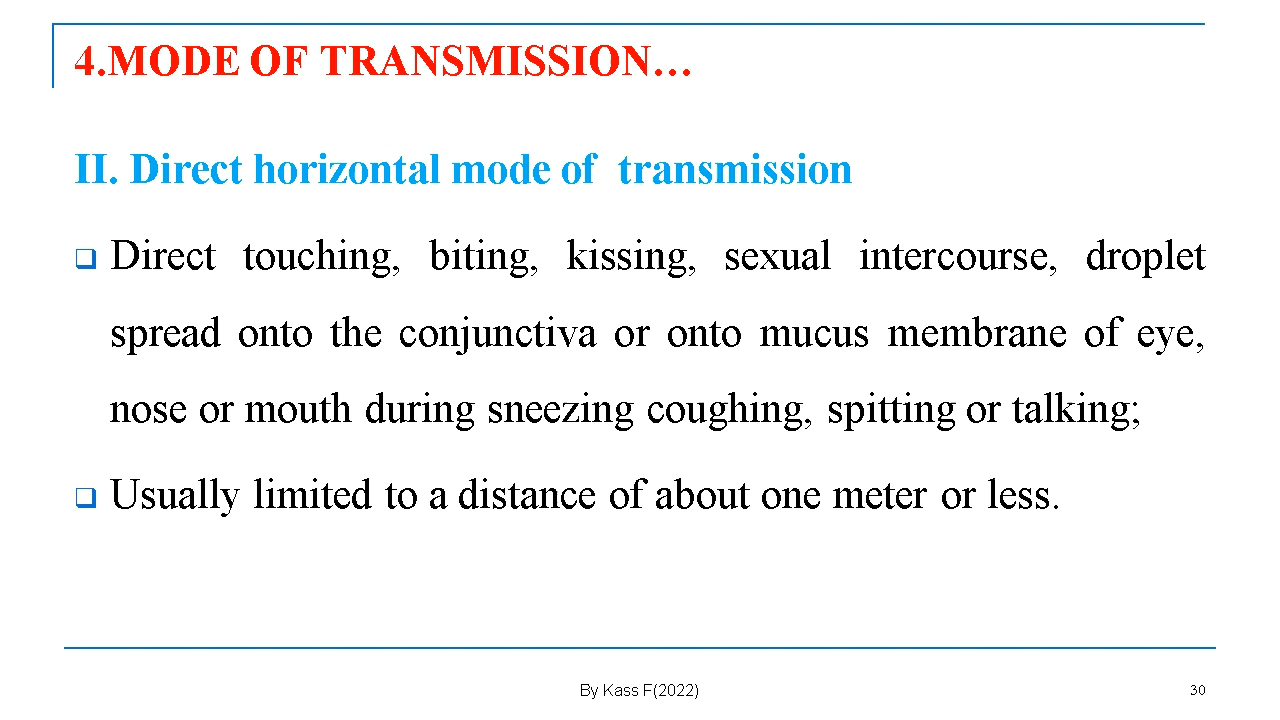 4.MODE OF TRANSMISSION…
II. Direct horizontal mode of  transmission
❑ Direct touching, biting, kissing, sexual intercourse, droplet
spread onto the conjunctiva or onto mucus membrane of eye,
nose or mouth during sneezing coughing, spitting or talking;
❑ Usually limited to a distance of about one meter or less.
By Kass F(2022)
30